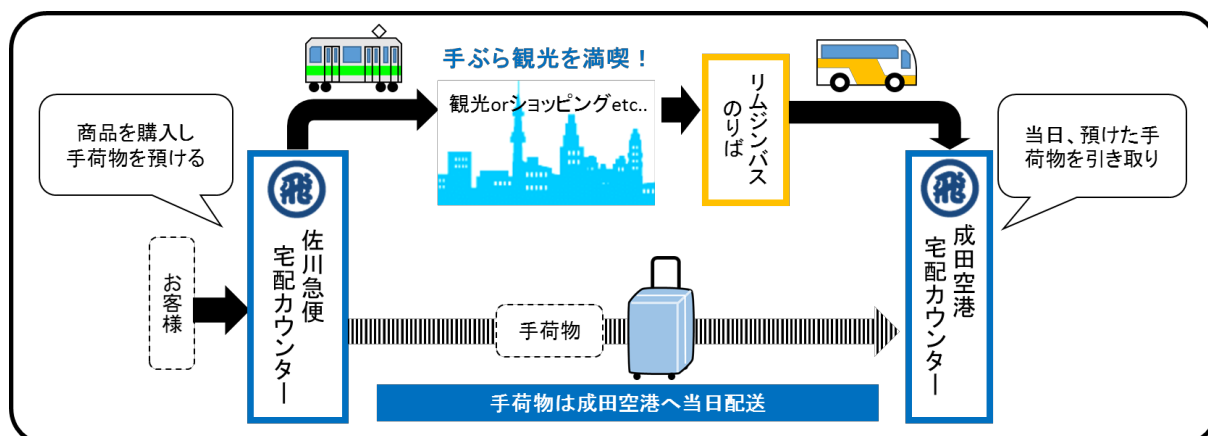 手ぶら観光を満喫！
観光orショッピングetc..
リムジンバス
のりば
商品を購入し
手荷物を預ける
当日、預けた手
荷物を引き取り
お客様
飛
佐川急便
宅配カウンター
手荷物
飛
成田空港
宅配カウンター
手荷物は成田空港へ当日配送